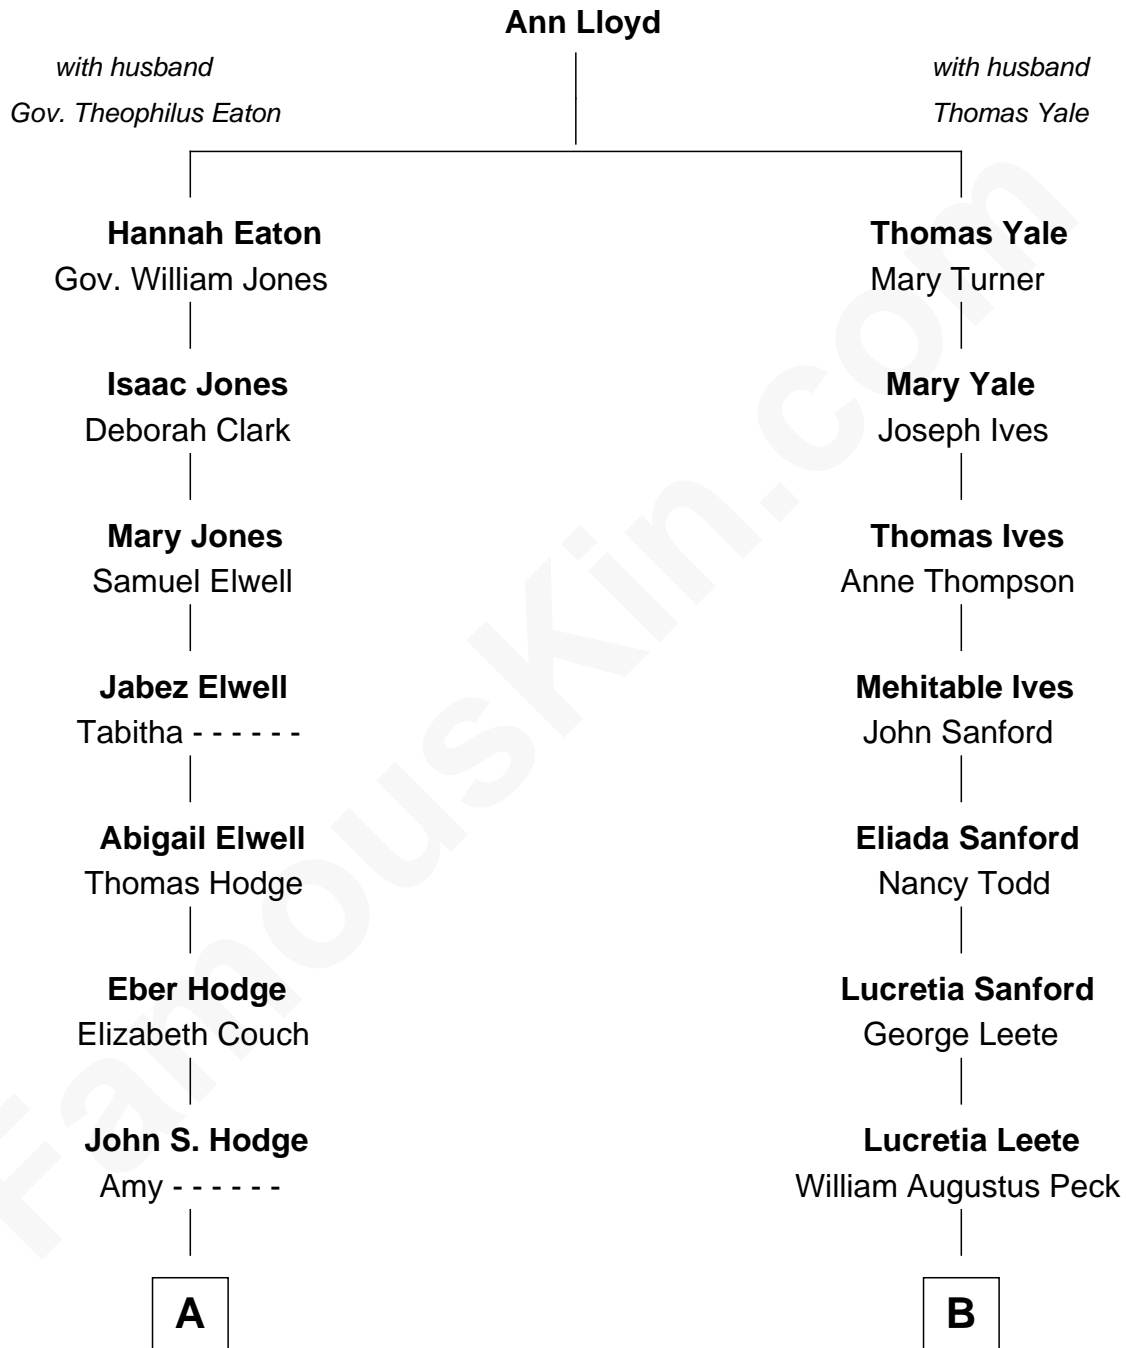 Ann Lloyd
with husband
Gov. Theophilus Eaton
with husband
Thomas Yale
Hannah Eaton
Gov. William Jones
Thomas Yale
Mary Turner
Isaac Jones
Deborah Clark
Mary Yale
Joseph Ives
Mary Jones
Samuel Elwell
Thomas Ives
Anne Thompson
Jabez Elwell
Tabitha - - - - - -
Mehitable Ives
John Sanford
Abigail Elwell
Thomas Hodge
Eliada Sanford
Nancy Todd
Eber Hodge
Elizabeth Couch
Lucretia Sanford
George Leete
John S. Hodge
Amy - - - - - -
Lucretia Leete
William Augustus Peck
A
B
FamousKin.com